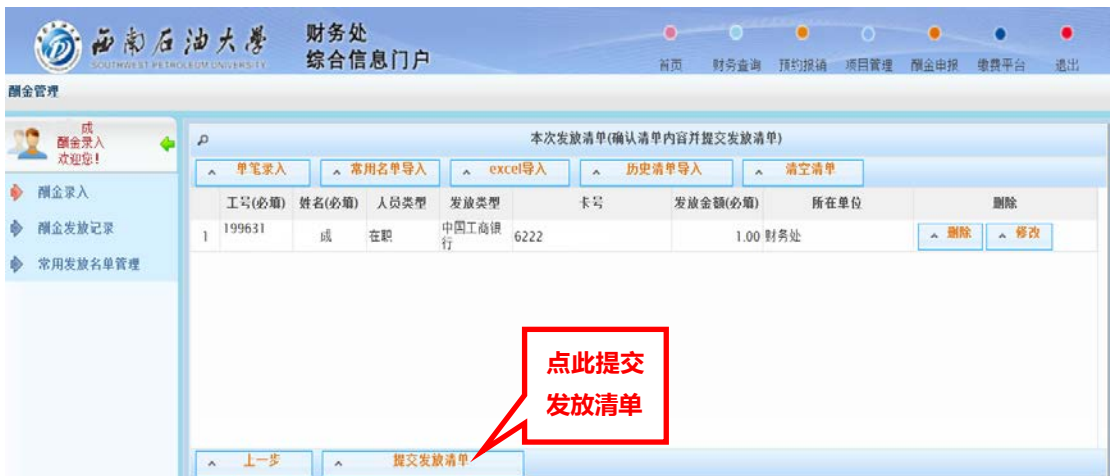 西南石油大学
SOUTHWEST PETROLEUM UNIVERSITY
财务处
综合信息门户
首页 财务查询 预约报销 项目管理 酬金申报 缴费平台 退出
酬金管理
成
酬金录入
欢迎您!
酬金录入
酬金发放记录
常用发放名单管理
本次发放清单(确认清单内容并提交发放清单)
单笔录入 常用名单导入 excel导入 历史清单导入 清空清单
工号(必填) 姓名(必填) 人员类型 发放类型 卡号 发放金额(必填) 所在单位 删除
1 199631 成 在职 中国工商银行 6222 1.00 财务处 删除 修改
点此提交
发放清单
上一步 提交发放清单